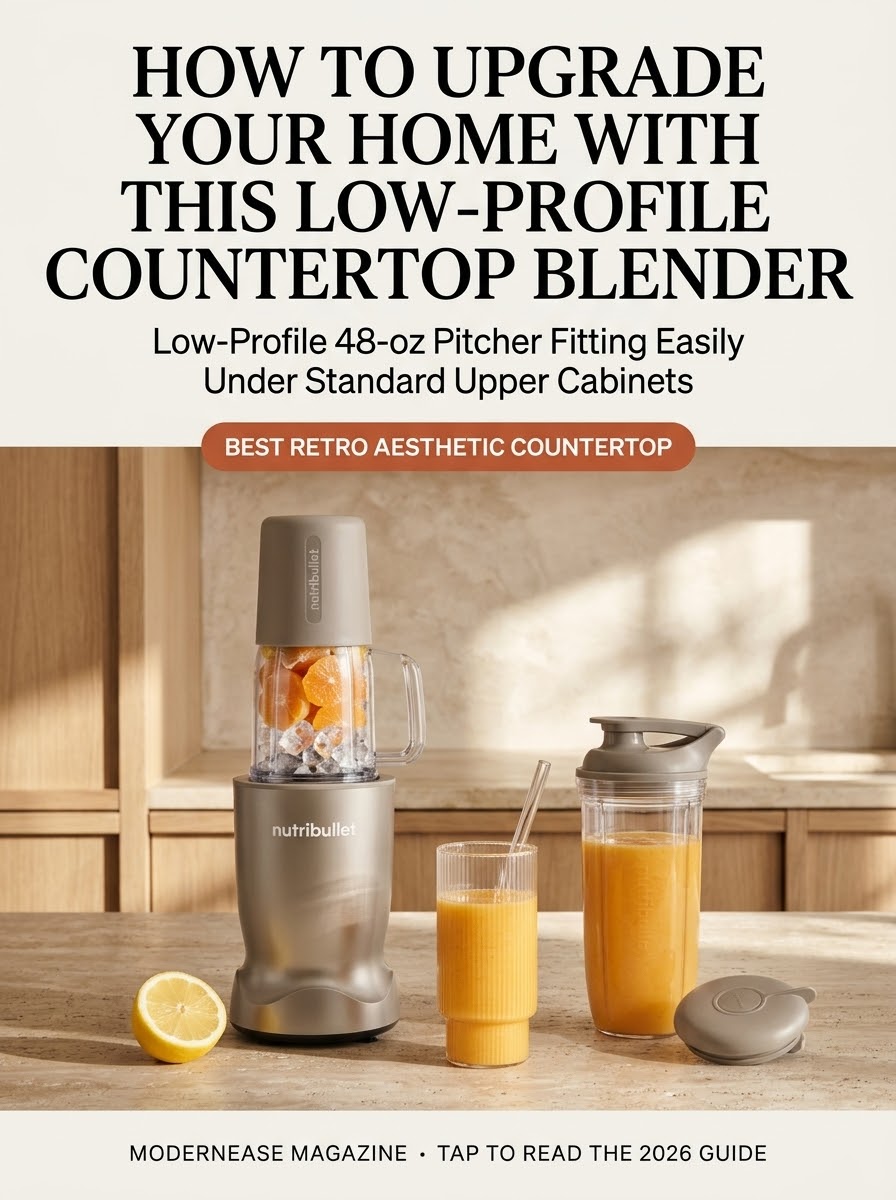 HOW TO UPGRADE
YOUR HOME WITH
THIS LOW-PROFILE
COUNTERTOP BLENDER
Low-Profile 48-oz Pitcher Fitting Easily
Under Standard Upper Cabinets
BEST RETRO AESTHETIC COUNTERTOP
nutribullet
nutribullet
MODERNEASE MAGAZINE • TAP TO READ THE 2026 GUIDE